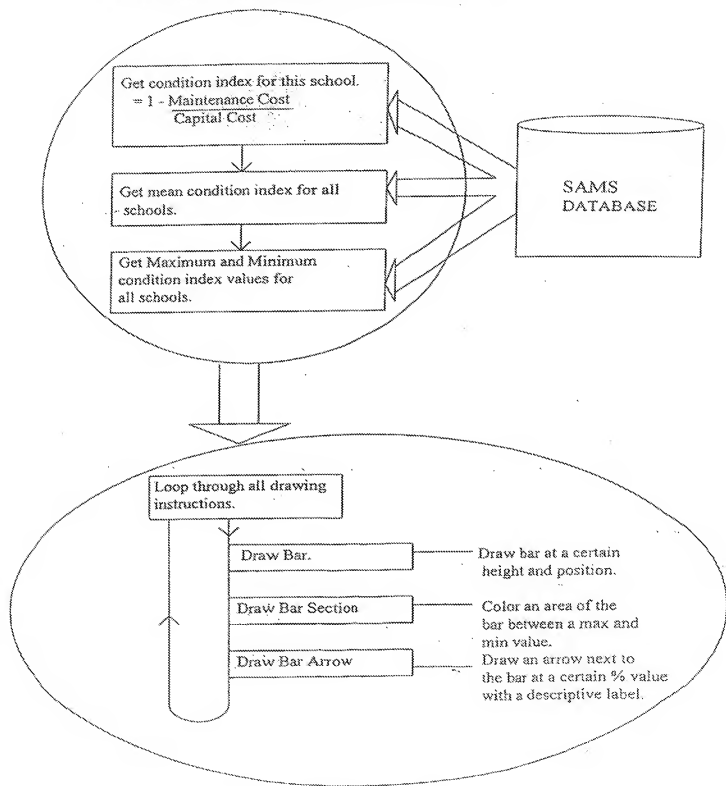 Get condition index for this school.
= 1 - Maintenance Cost
Capital Cost
Get mean condition index for all
schools.
Get Maximum and Minimum
condition index values for
all schools.
SAMS
DATABASE
Loop through all drawing
instructions.
Draw Bar.
Draw bar at a certain
height and position.
Draw Bar Section
Color an area of the
bar between a max and
min value.
Draw Bar Arrow
Draw an arrow next to
the bar at a certain % value
with a descriptive label.